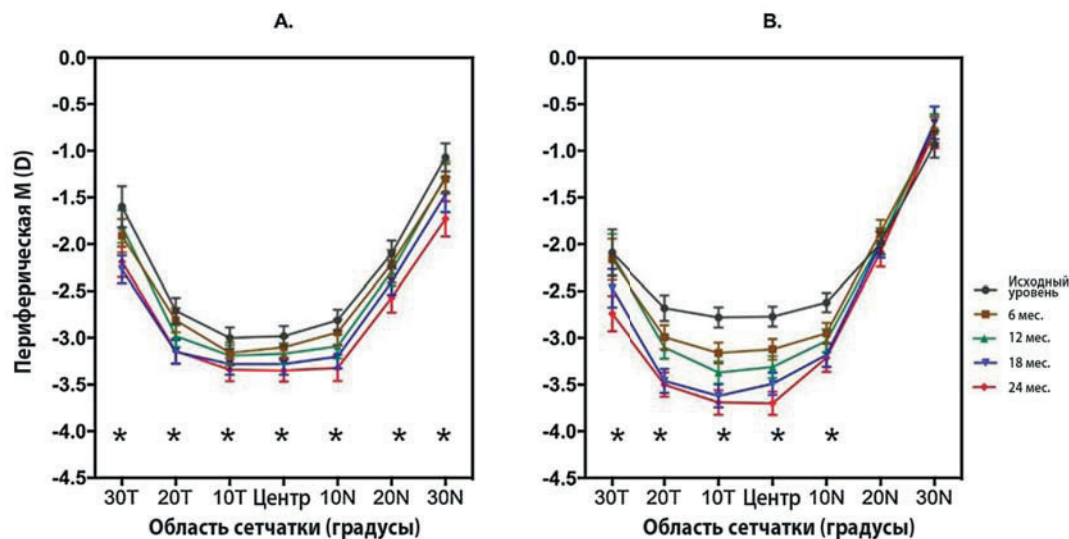 A.
B.
Периферическая M (D)
0.0
-0.5
-1.0
-1.5
-2.0
-2.5
-3.0
-3.5
-4.0
-4.5
* * * * * * *
30T 20T 10T Центр 10N 20N 30N
Область сетчатки (градусы)
0.0
-0.5
-1.0
-1.5
-2.0
-2.5
-3.0
-3.5
-4.0
-4.5
* * * * *
30T 20T 10T Центр 10N 20N 30N
Область сетчатки (градусы)
Исходный
уровень
6 мес.
12 мес.
18 мес.
24 мес.